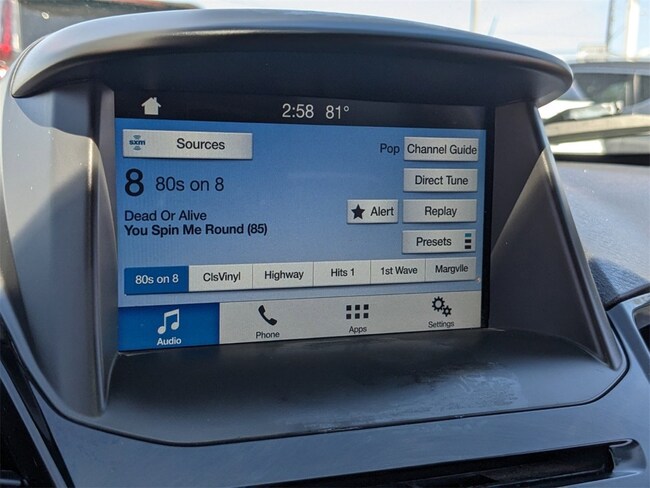 2:58 81°
sxm Sources
Pop Channel Guide
8 80s on 8
Direct Tune
Dead Or Alive
Alert
Replay
You Spin Me Round (85)
Presets
80s on 8 ClsVinyl Highway Hits 1 1st Wave Margvlle
Audio Phone Apps Settings